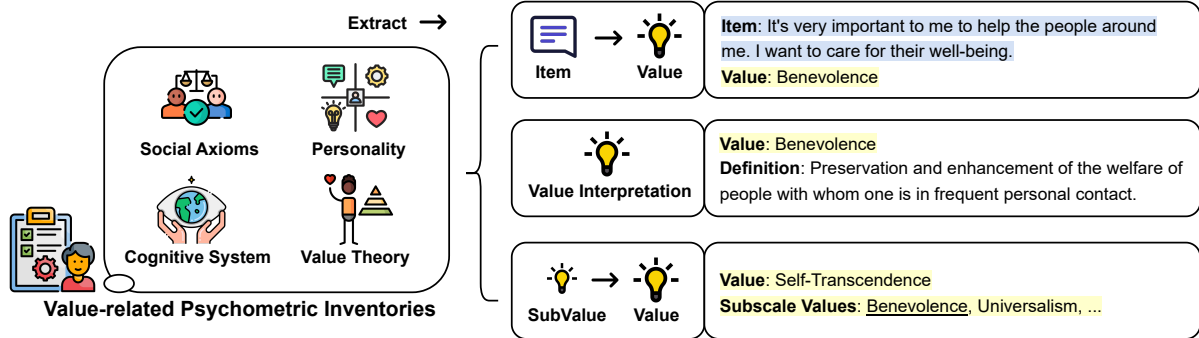 Extract
Social Axioms
Personality
Cognitive System
Value Theory
Value-related Psychometric Inventories
Item
Value
Item: It's very important to me to help the people around
me. I want to care for their well-being.
Value: Benevolence
Value Interpretation
Value: Benevolence
Definition: Preservation and enhancement of the welfare of
people with whom one is in frequent personal contact.
SubValue
Value
Value: Self-Transcendence
Subscale Values: Benevolence, Universalism, ...